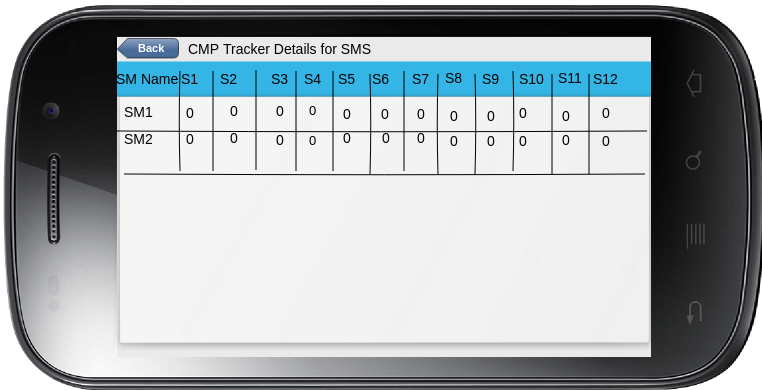 Back CMP Tracker Details for SMS
SM Name S1 S2 S3 S4 S5 S6 S7 S8 S9 S10 S11 S12
SM1 0 0 0 0 0 0 0 0 0 0 0 0
SM2 0 0 0 0 0 0 0 0 0 0 0 0